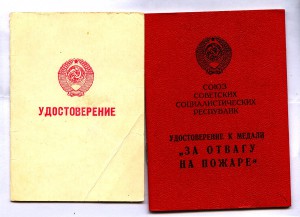 УДОСТОВЕРЕНИЕ
СОЮЗ
СОВЕТСКИХ
СОЦИАЛИСТИЧЕСКИХ
РЕСПУБЛИК
УДОСТОВЕРЕНИЕ К МЕДАЛИ
„ЗА ОТВАГУ
НА ПОЖАРЕ“